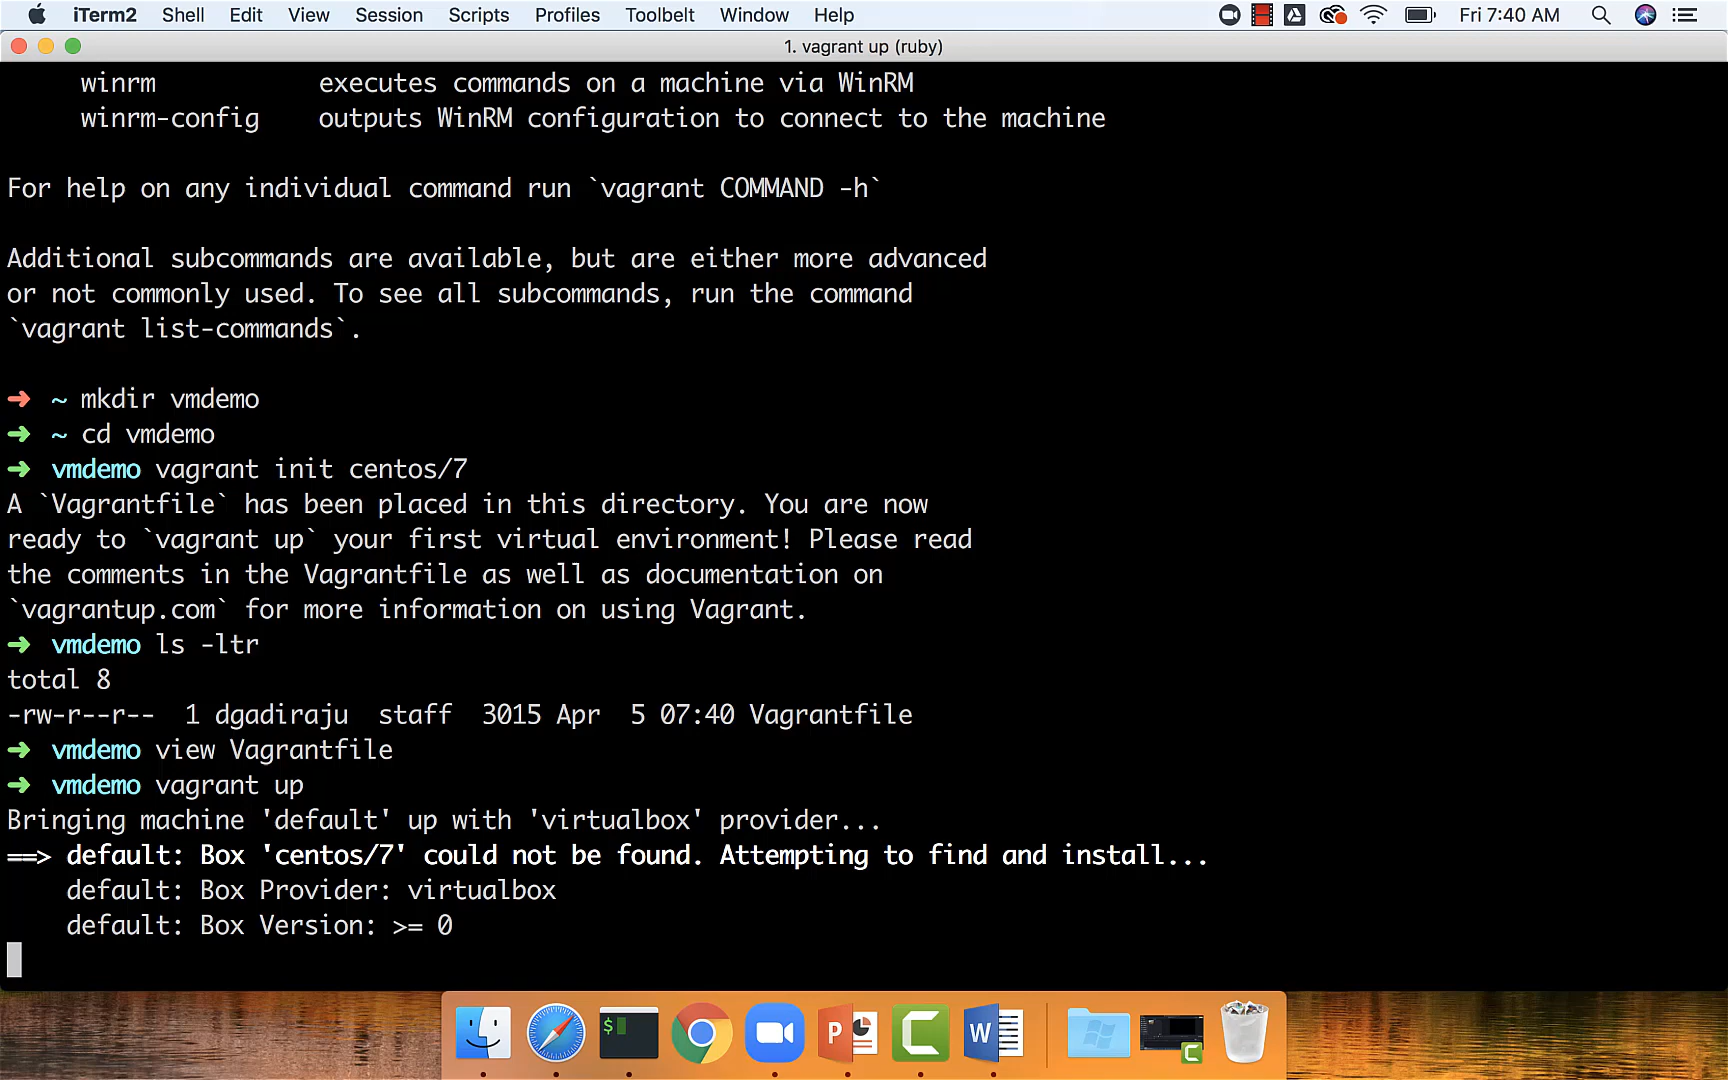 iTerm2 Shell Edit View Session Scripts Profiles Toolbelt Window Help Fri 7:40 AM
1. vagrant up (ruby)
winrm executes commands on a machine via WinRM
winrm-config outputs WinRM configuration to connect to the machine
For help on any individual command run `vagrant COMMAND -h`
Additional subcommands are available, but are either more advanced
or not commonly used. To see all subcommands, run the command
`vagrant list-commands`.
➜ ~ mkdir vmdemo
➜ ~ cd vmdemo
➜ vmdemo vagrant init centos/7
A `Vagrantfile` has been placed in this directory. You are now
ready to `vagrant up` your first virtual environment! Please read
the comments in the Vagrantfile as well as documentation on
`vagrantup.com` for more information on using Vagrant.
➜ vmdemo ls -ltr
total 8
-rw-r--r-- 1 dgadiraju staff 3015 Apr 5 07:40 Vagrantfile
➜ vmdemo view Vagrantfile
➜ vmdemo vagrant up
Bringing machine 'default' up with 'virtualbox' provider...
==> default: Box 'centos/7' could not be found. Attempting to find and install...
default: Box Provider: virtualbox
default: Box Version: >= 0
$ P C W
C